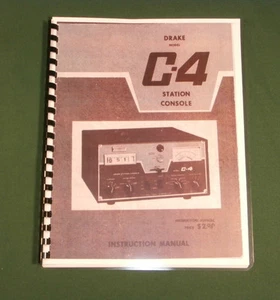 DRAKE
MODEL
C-4
STATION
CONSOLE
C-4
INSTRUCTION MANUAL